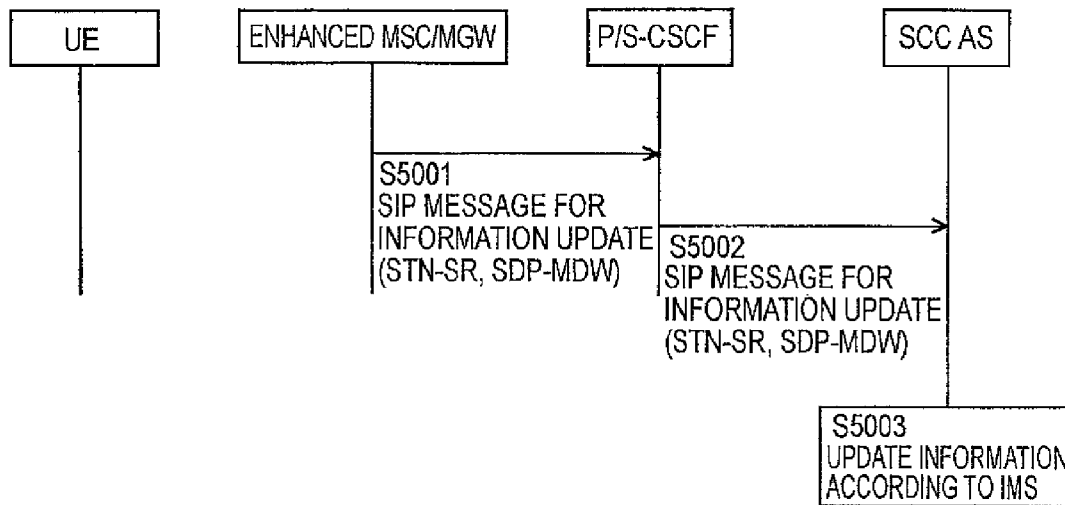 UE
ENHANCED MSC/MGW
P/S-CSCF
SCC AS
S5001
SIP MESSAGE FOR
INFORMATION UPDATE
(STN-SR, SDP-MDW)
S5002
SIP MESSAGE FOR
INFORMATION UPDATE
(STN-SR, SDP-MDW)
S5003
UPDATE INFORMATION
ACCORDING TO IMS